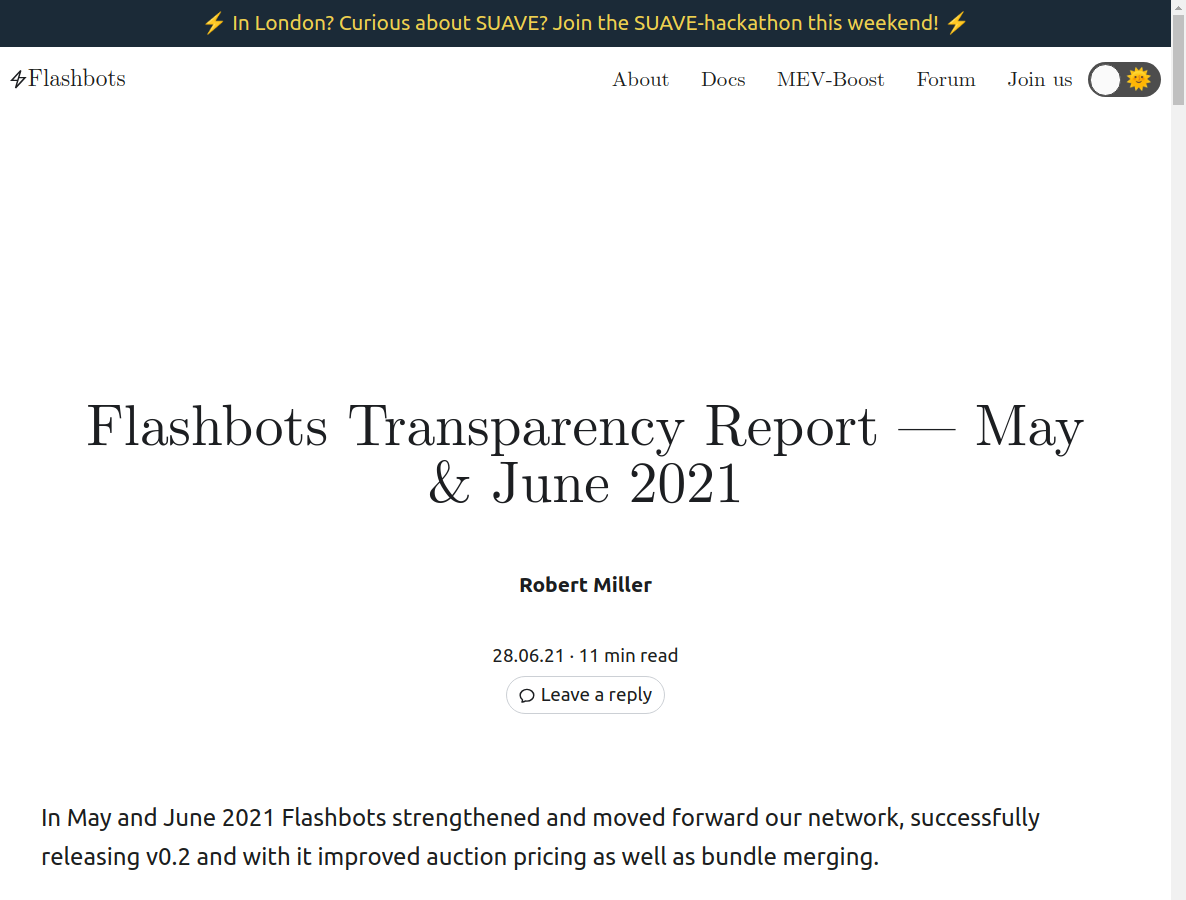 ⚡ In London? Curious about SUAVE? Join the SUAVE-hackathon this weekend! ⚡
Flashbots
About Docs MEV-Boost Forum Join us
Flashbots Transparency Report — May
& June 2021
Robert Miller
28.06.21 · 11 min read
Leave a reply
In May and June 2021 Flashbots strengthened and moved forward our network, successfully
releasing v0.2 and with it improved auction pricing as well as bundle merging.